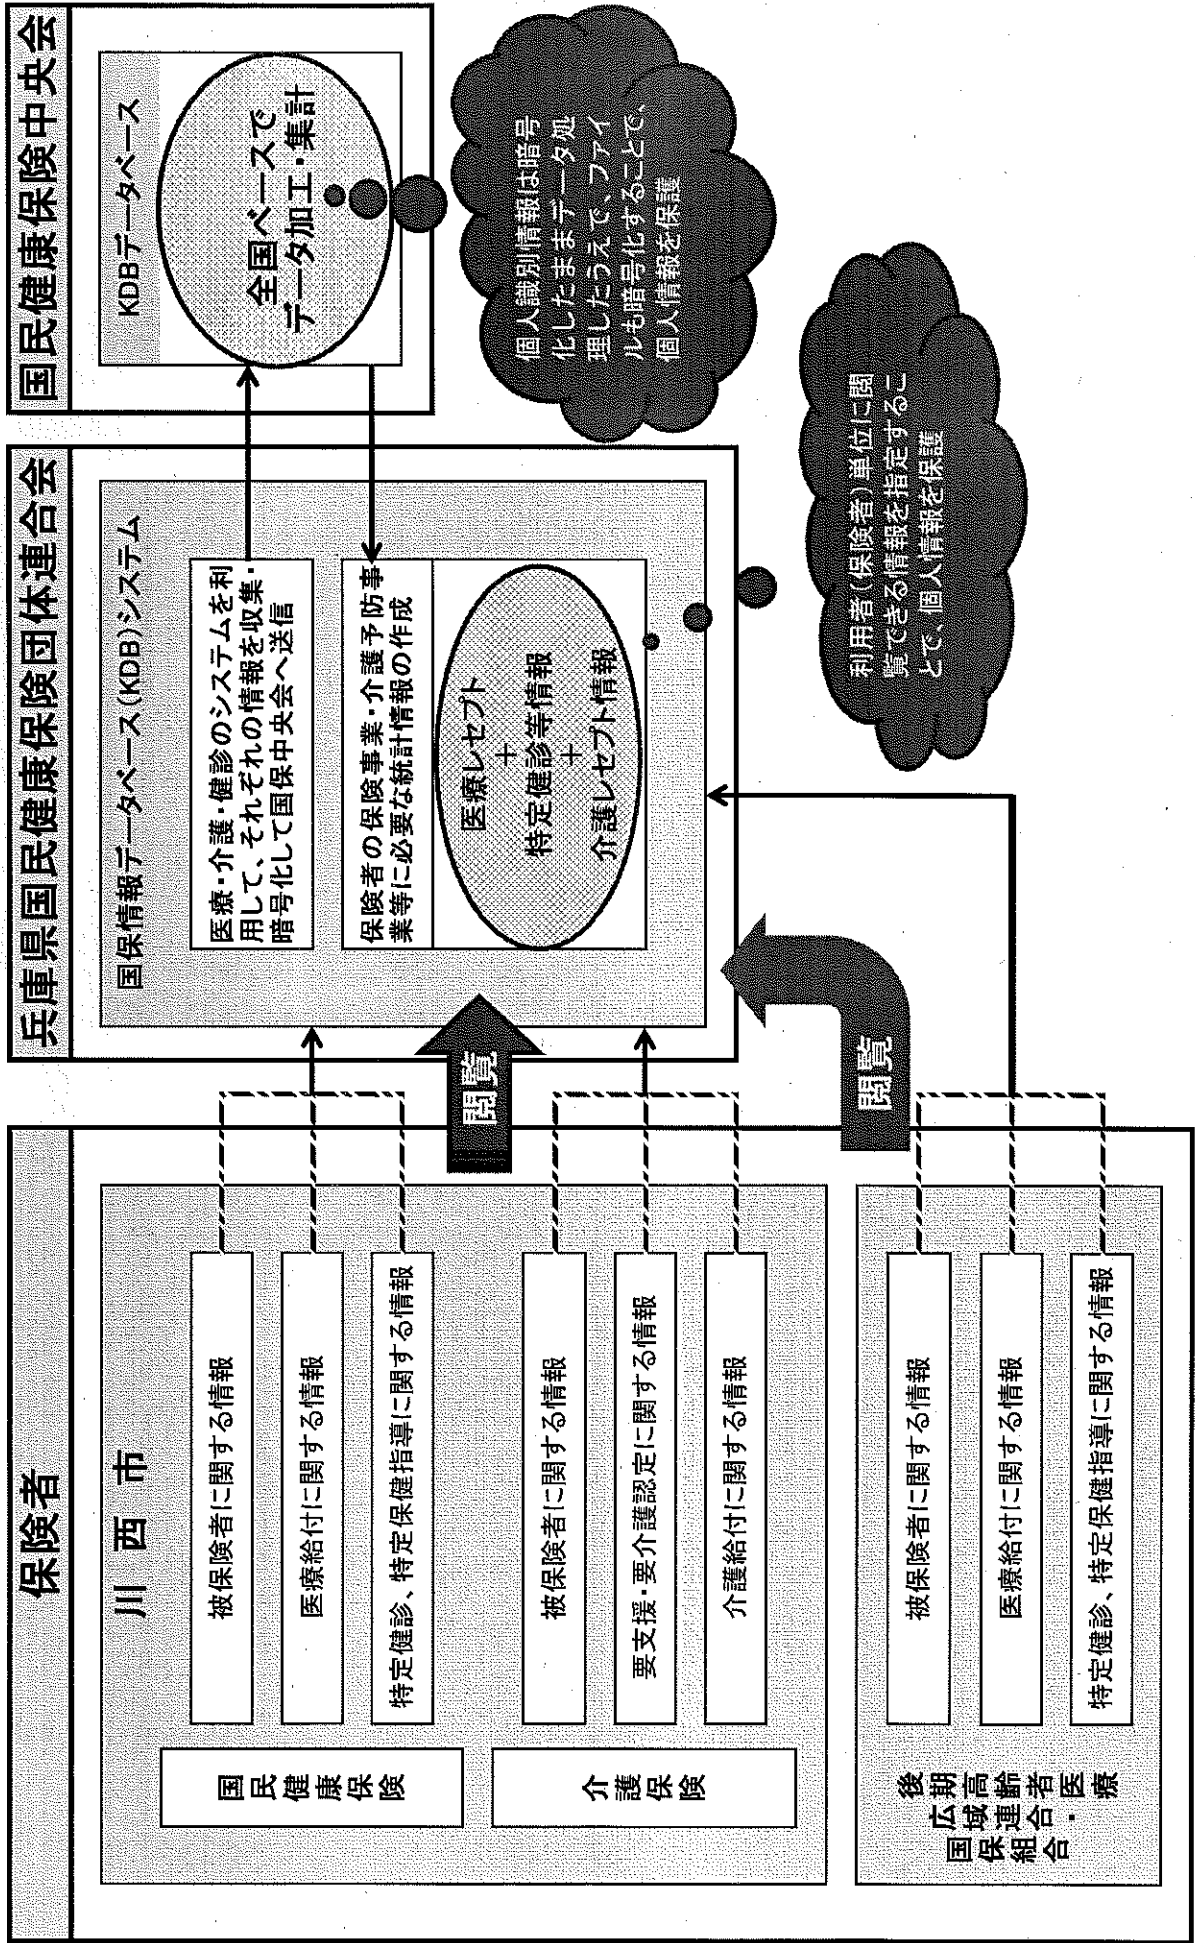 保険者
川西市
国民健康保険
被保険者に関する情報
医療給付に関する情報
特定健診、特定保健指導に関する情報
介護保険
被保険者に関する情報
要支援・要介護認定に関する情報
介護給付に関する情報
後期高齢者医療
広域連合・
国保組合
被保険者に関する情報
医療給付に関する情報
特定健診、特定保健指導に関する情報
閲覧
閲覧
兵庫県国民健康保険団体連合会
国保情報データベース(KDB)システム
医療・介護・健診のシステムを利
用して、それぞれの情報を収集・
暗号化して国保中央会へ送信
保険者の保険事業・介護予防事
業等に必要な統計情報の作成
医療レセプト
+
特定健診等情報
+
介護レセプト情報
利用者(保険者)単位に閲
覧できる情報を指定するこ
とで、個人情報を保護
国民健康保険中央会
KDBデータベース
全国ベースで
データ加工・集計
個人識別情報は暗号
化したままデータ処
理したうえで、ファイ
ルも暗号化することで、
個人情報を保護